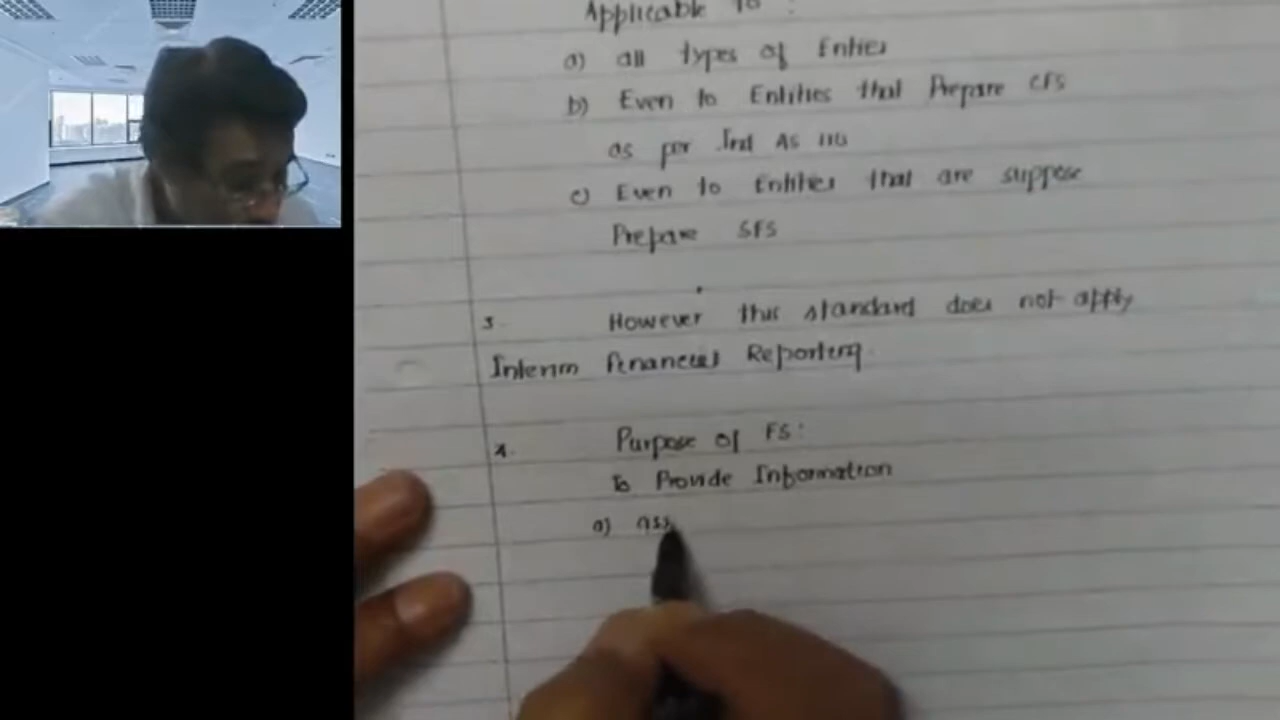 Applicable to :
a) all types of Enties
b) Even to Entities that Prepare CFS
as per Ind AS 110
c) Even to Entities that are suppose
Prepare SFS
3. However this standard does not apply
Interim Financial Reporting.
4. Purpose of FS:
To Provide Information
a) ass